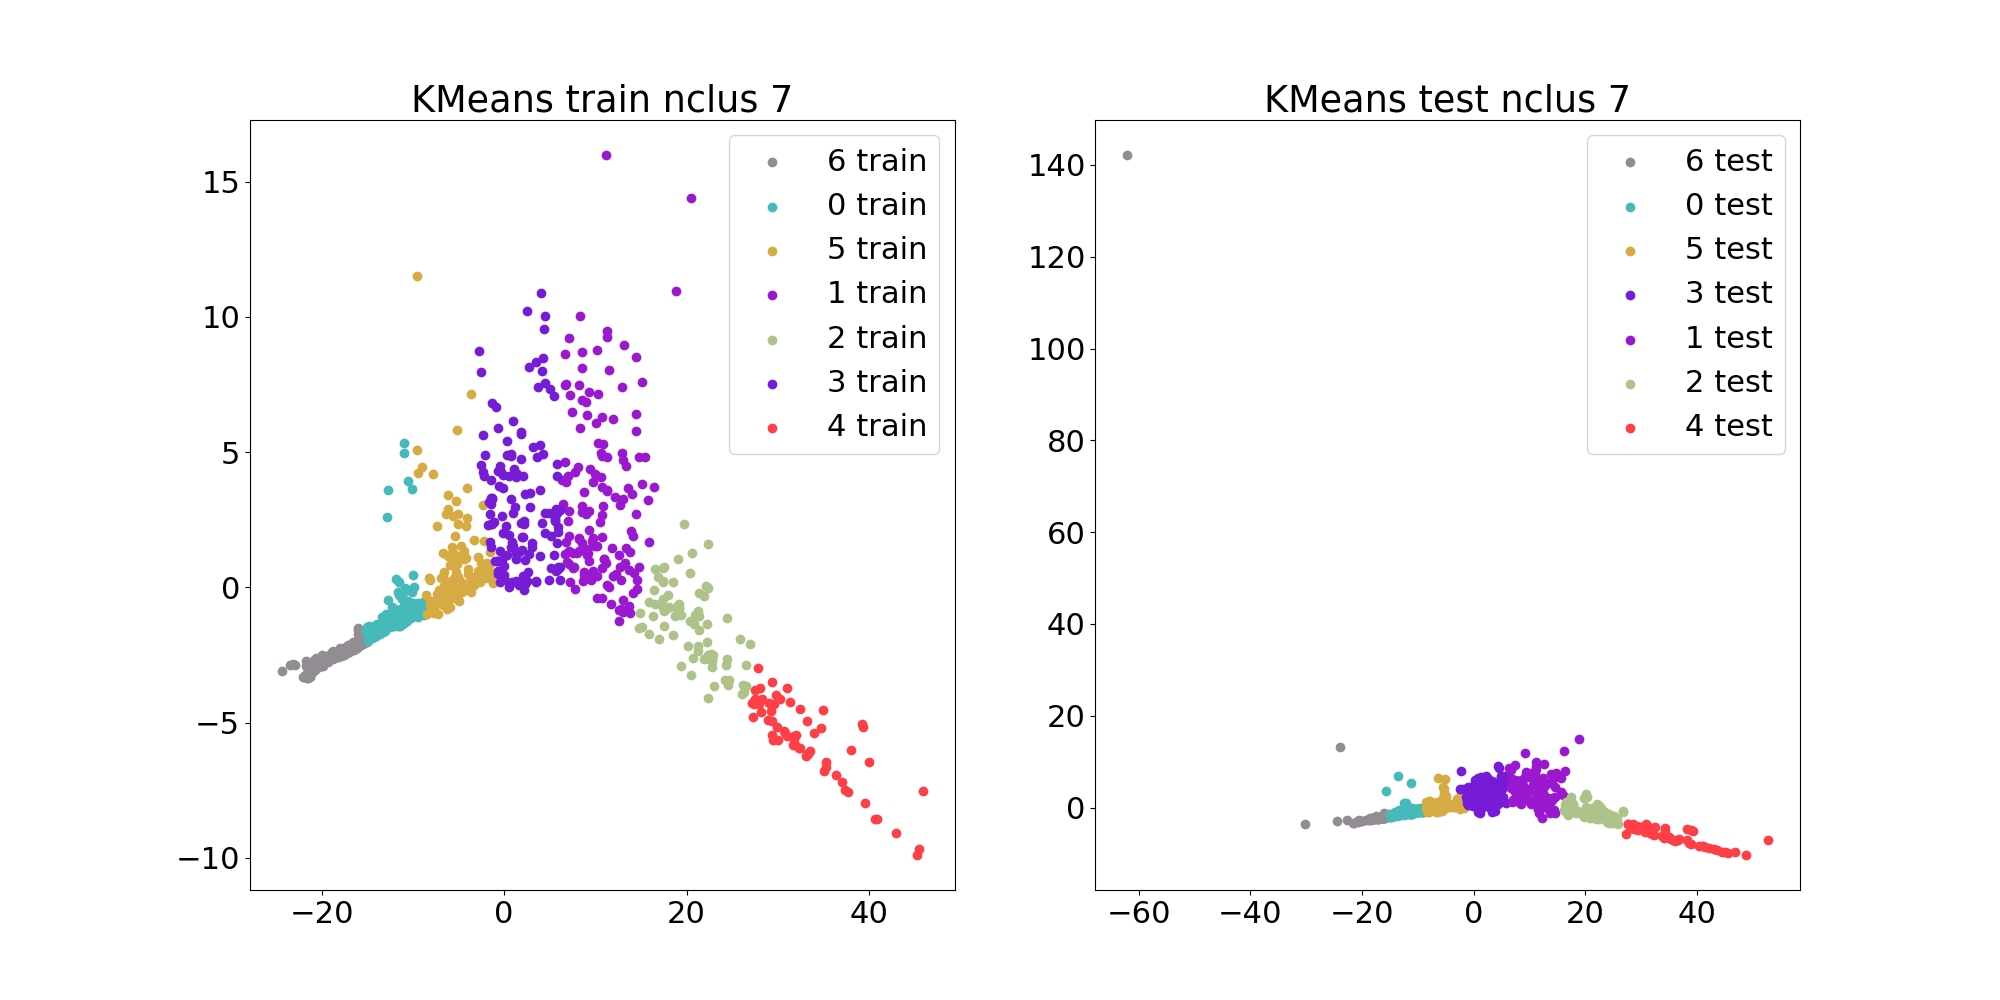 KMeans train nclus 7
15
10
5
0
−5
−10
−20
0
20
40
6 train
0 train
5 train
1 train
2 train
3 train
4 train
KMeans test nclus 7
140
120
100
80
60
40
20
0
−60
−40
−20
0
20
40
6 test
0 test
5 test
3 test
1 test
2 test
4 test